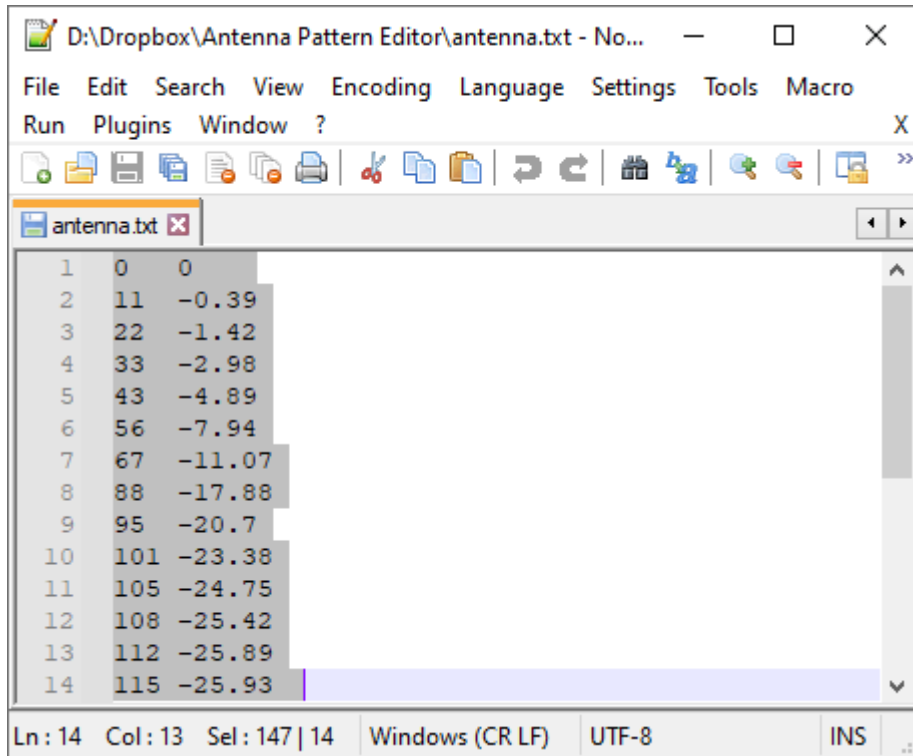 D:\Dropbox\Antenna Pattern Editor\antenna.txt - No...
File Edit Search View Encoding Language Settings Tools Macro
Run Plugins Window ? X
antenna.txt
1 0 0
2 11 -0.39
3 22 -1.42
4 33 -2.98
5 43 -4.89
6 56 -7.94
7 67 -11.07
8 88 -17.88
9 95 -20.7
10 101 -23.38
11 105 -24.75
12 108 -25.42
13 112 -25.89
14 115 -25.93
Ln : 14 Col : 13 Sel : 147 | 14 Windows (CR LF) UTF-8 INS